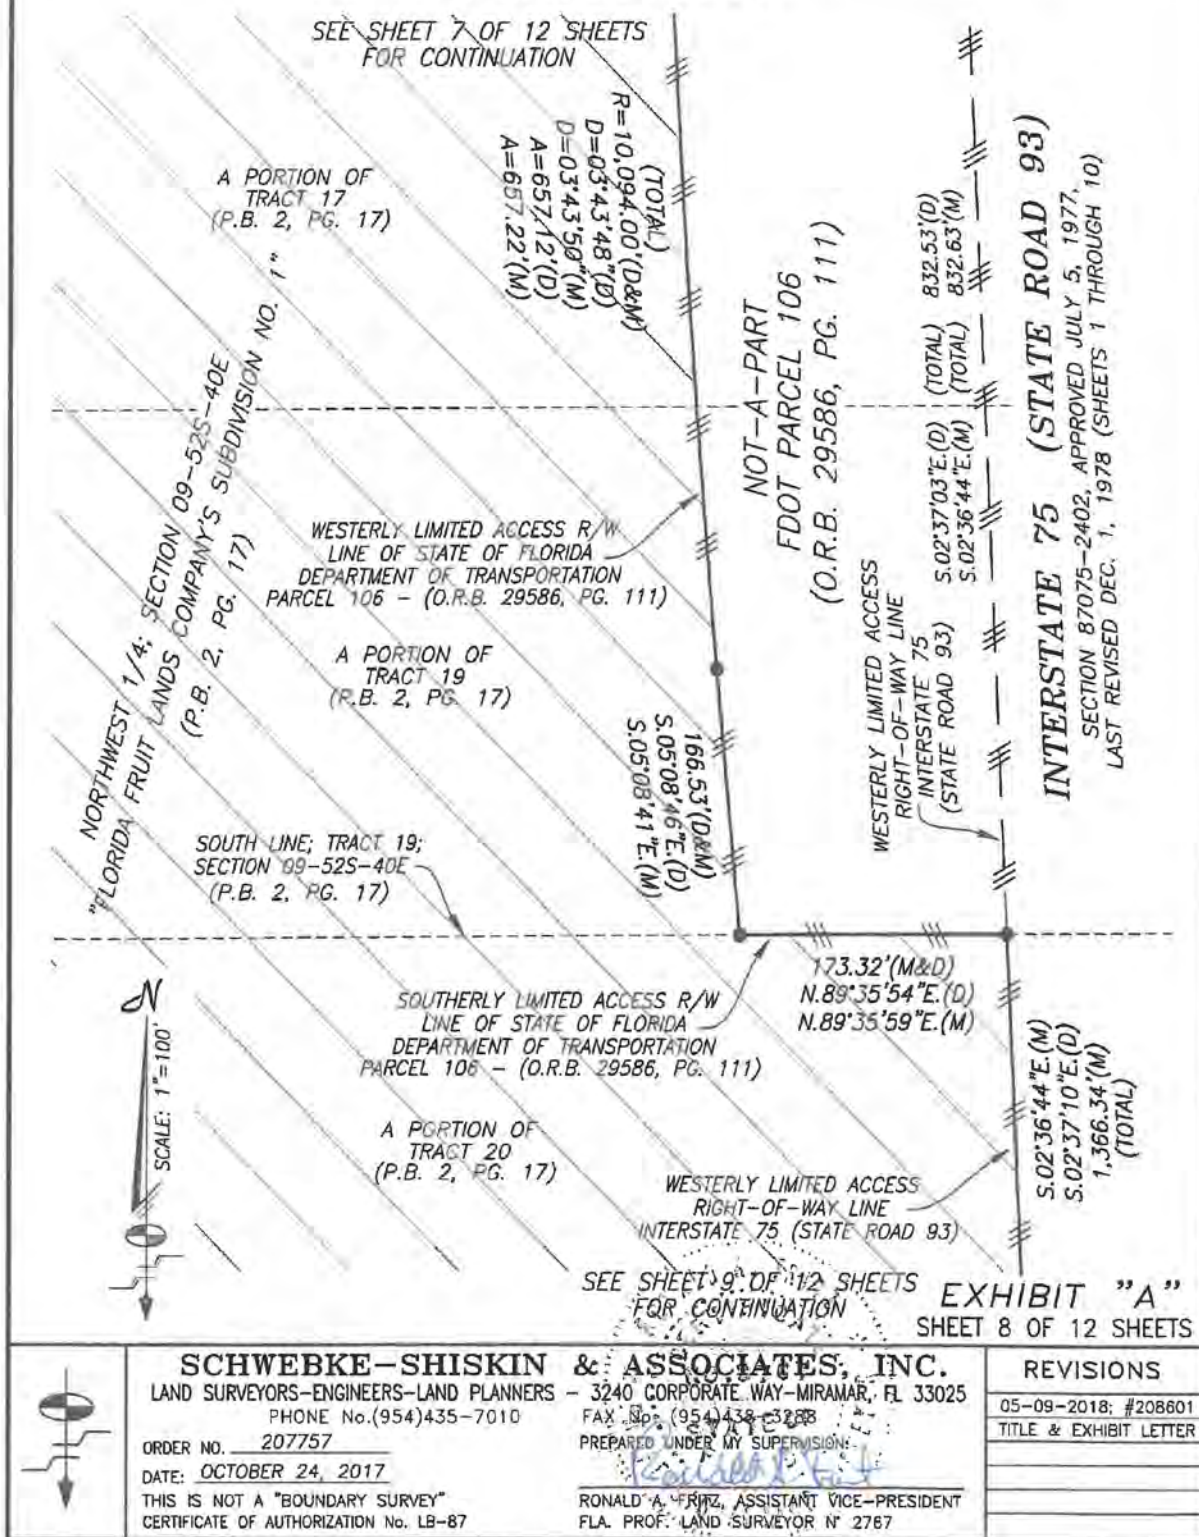 SEE SHEET 7 OF 12 SHEETS
FOR CONTINUATION
(TOTAL)
R=10,094.00'(D&M)
D=03°43'48"(D)
D=03°43'50"(M)
A=657.12'(D)
A=657.22'(M)
A PORTION OF
TRACT 17
(P.B. 2, PG. 17)
NORTHWEST 1/4; SECTION 09-52S-40E
"FLORIDA FRUIT LANDS COMPANY'S SUBDIVISION NO. 1"
(P.B. 2, PG. 17)
NOT-A-PART
FDOT PARCEL 106
(O.R.B. 29586, PG. 111)
S.02°37'03"E.(D) (TOTAL) 832.53'(D)
S.02°36'44"E.(M) (TOTAL) 832.63'(M)
INTERSTATE 75 (STATE ROAD 93)
SECTION 87075-2402, APPROVED JULY 5, 1977,
LAST REVISED DEC. 1, 1978 (SHEETS 1 THROUGH 10)
WESTERLY LIMITED ACCESS R/W
LINE OF STATE OF FLORIDA
DEPARTMENT OF TRANSPORTATION
PARCEL 106 - (O.R.B. 29586, PG. 111)
WESTERLY LIMITED ACCESS
RIGHT-OF-WAY LINE
INTERSTATE 75
(STATE ROAD 93)
A PORTION OF
TRACT 19
(P.B. 2, PG. 17)
166.53'(D&M)
S.05°08'46"E.(D)
S.05°08'41"E.(M)
SOUTH LINE; TRACT 19;
SECTION 09-52S-40E
(P.B. 2, PG. 17)
173.32'(M&D)
N.89°35'54"E.(D)
N.89°35'59"E.(M)
N
SCALE: 1"=100'
SOUTHERLY LIMITED ACCESS R/W
LINE OF STATE OF FLORIDA
DEPARTMENT OF TRANSPORTATION
PARCEL 106 - (O.R.B. 29586, PG. 111)
S.02°36'44"E.(M)
S.02°37'10"E.(D)
1,366.34'(M)
(TOTAL)
A PORTION OF
TRACT 20
(P.B. 2, PG. 17)
WESTERLY LIMITED ACCESS
RIGHT-OF-WAY LINE
INTERSTATE 75 (STATE ROAD 93)
SEE SHEET 9 OF 12 SHEETS
FOR CONTINUATION
EXHIBIT "A"
SHEET 8 OF 12 SHEETS
SCHWEBKE-SHISKIN & ASSOCIATES, INC.
LAND SURVEYORS-ENGINEERS-LAND PLANNERS - 3240 CORPORATE WAY-MIRAMAR, FL 33025
PHONE No.(954)435-7010 FAX No. (954)438-3288
ORDER NO. 207757
DATE: OCTOBER 24, 2017
THIS IS NOT A "BOUNDARY SURVEY"
CERTIFICATE OF AUTHORIZATION No. LB-87
PREPARED UNDER MY SUPERVISION:
RONALD A. FRITZ, ASSISTANT VICE-PRESIDENT
FLA. PROF. LAND SURVEYOR Nº 2767
REVISIONS
05-09-2018; #208601
TITLE & EXHIBIT LETTER